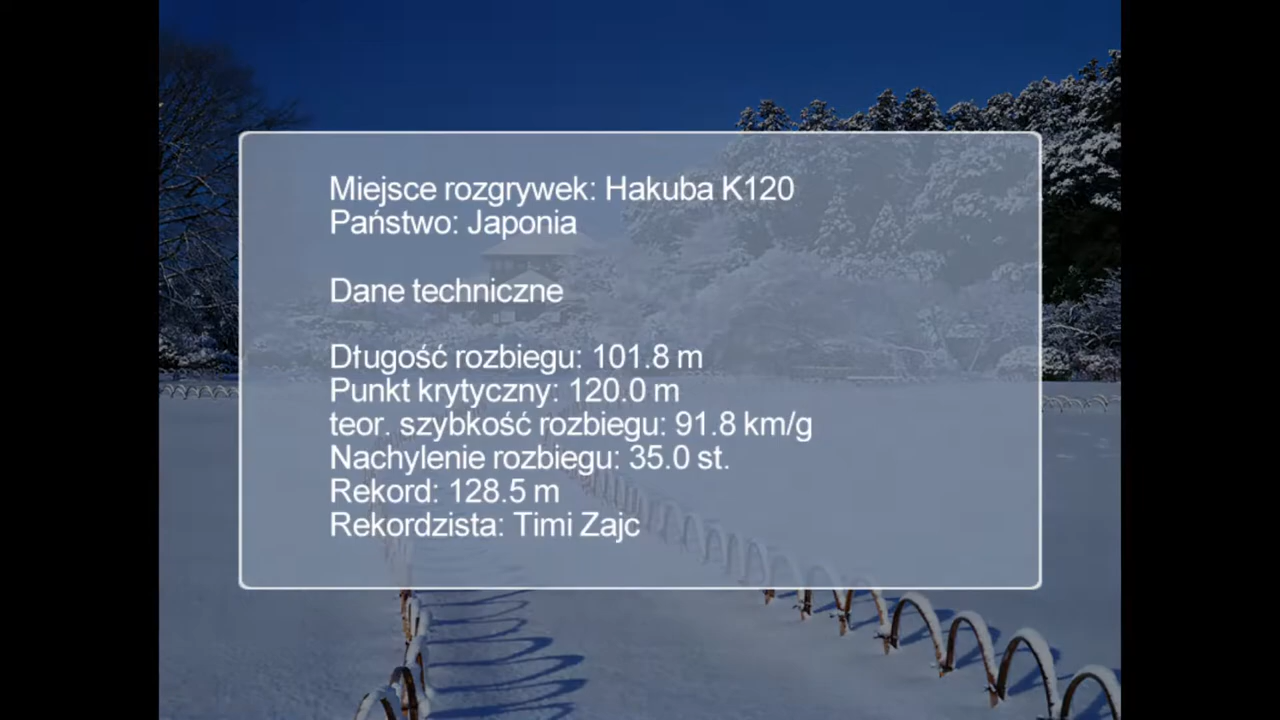 Miejsce rozgrywek: Hakuba K120
Państwo: Japonia
Dane techniczne
Długość rozbiegu: 101.8 m
Punkt krytyczny: 120.0 m
teor. szybkość rozbiegu: 91.8 km/g
Nachylenie rozbiegu: 35.0 st.
Rekord: 128.5 m
Rekordzista: Timi Zajc